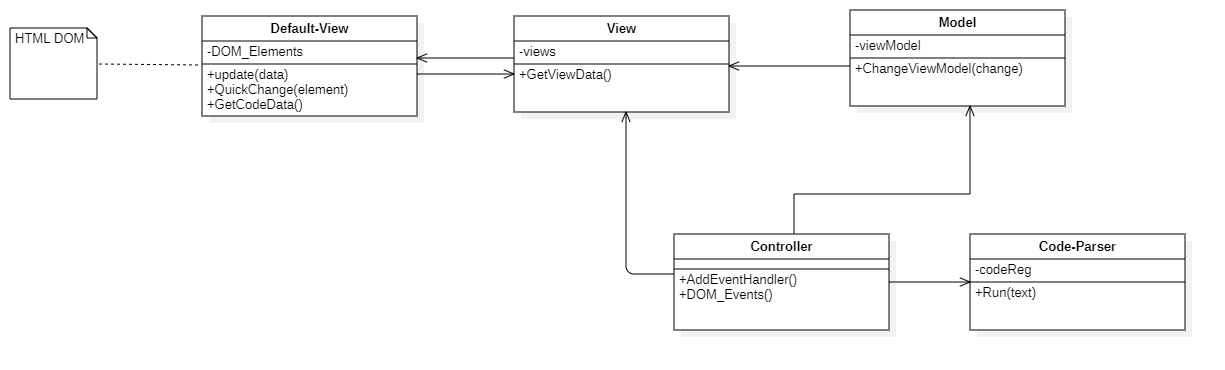 HTML DOM
Default-View
-DOM_Elements
+update(data)
+QuickChange(element)
+GetCodeData()
View
-views
+GetViewData()
Model
-viewModel
+ChangeViewModel(change)
Controller
+AddEventHandler()
+DOM_Events()
Code-Parser
-codeReg
+Run(text)